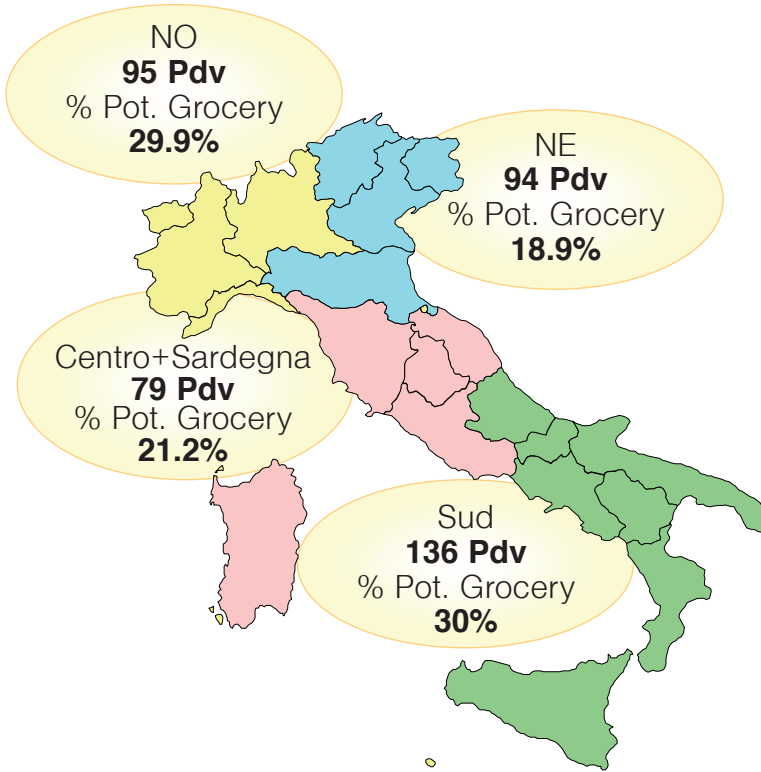 NO
95 Pdv
% Pot. Grocery
29.9%
NE
94 Pdv
% Pot. Grocery
18.9%
Centro+Sardegna
79 Pdv
% Pot. Grocery
21.2%
Sud
136 Pdv
% Pot. Grocery
30%